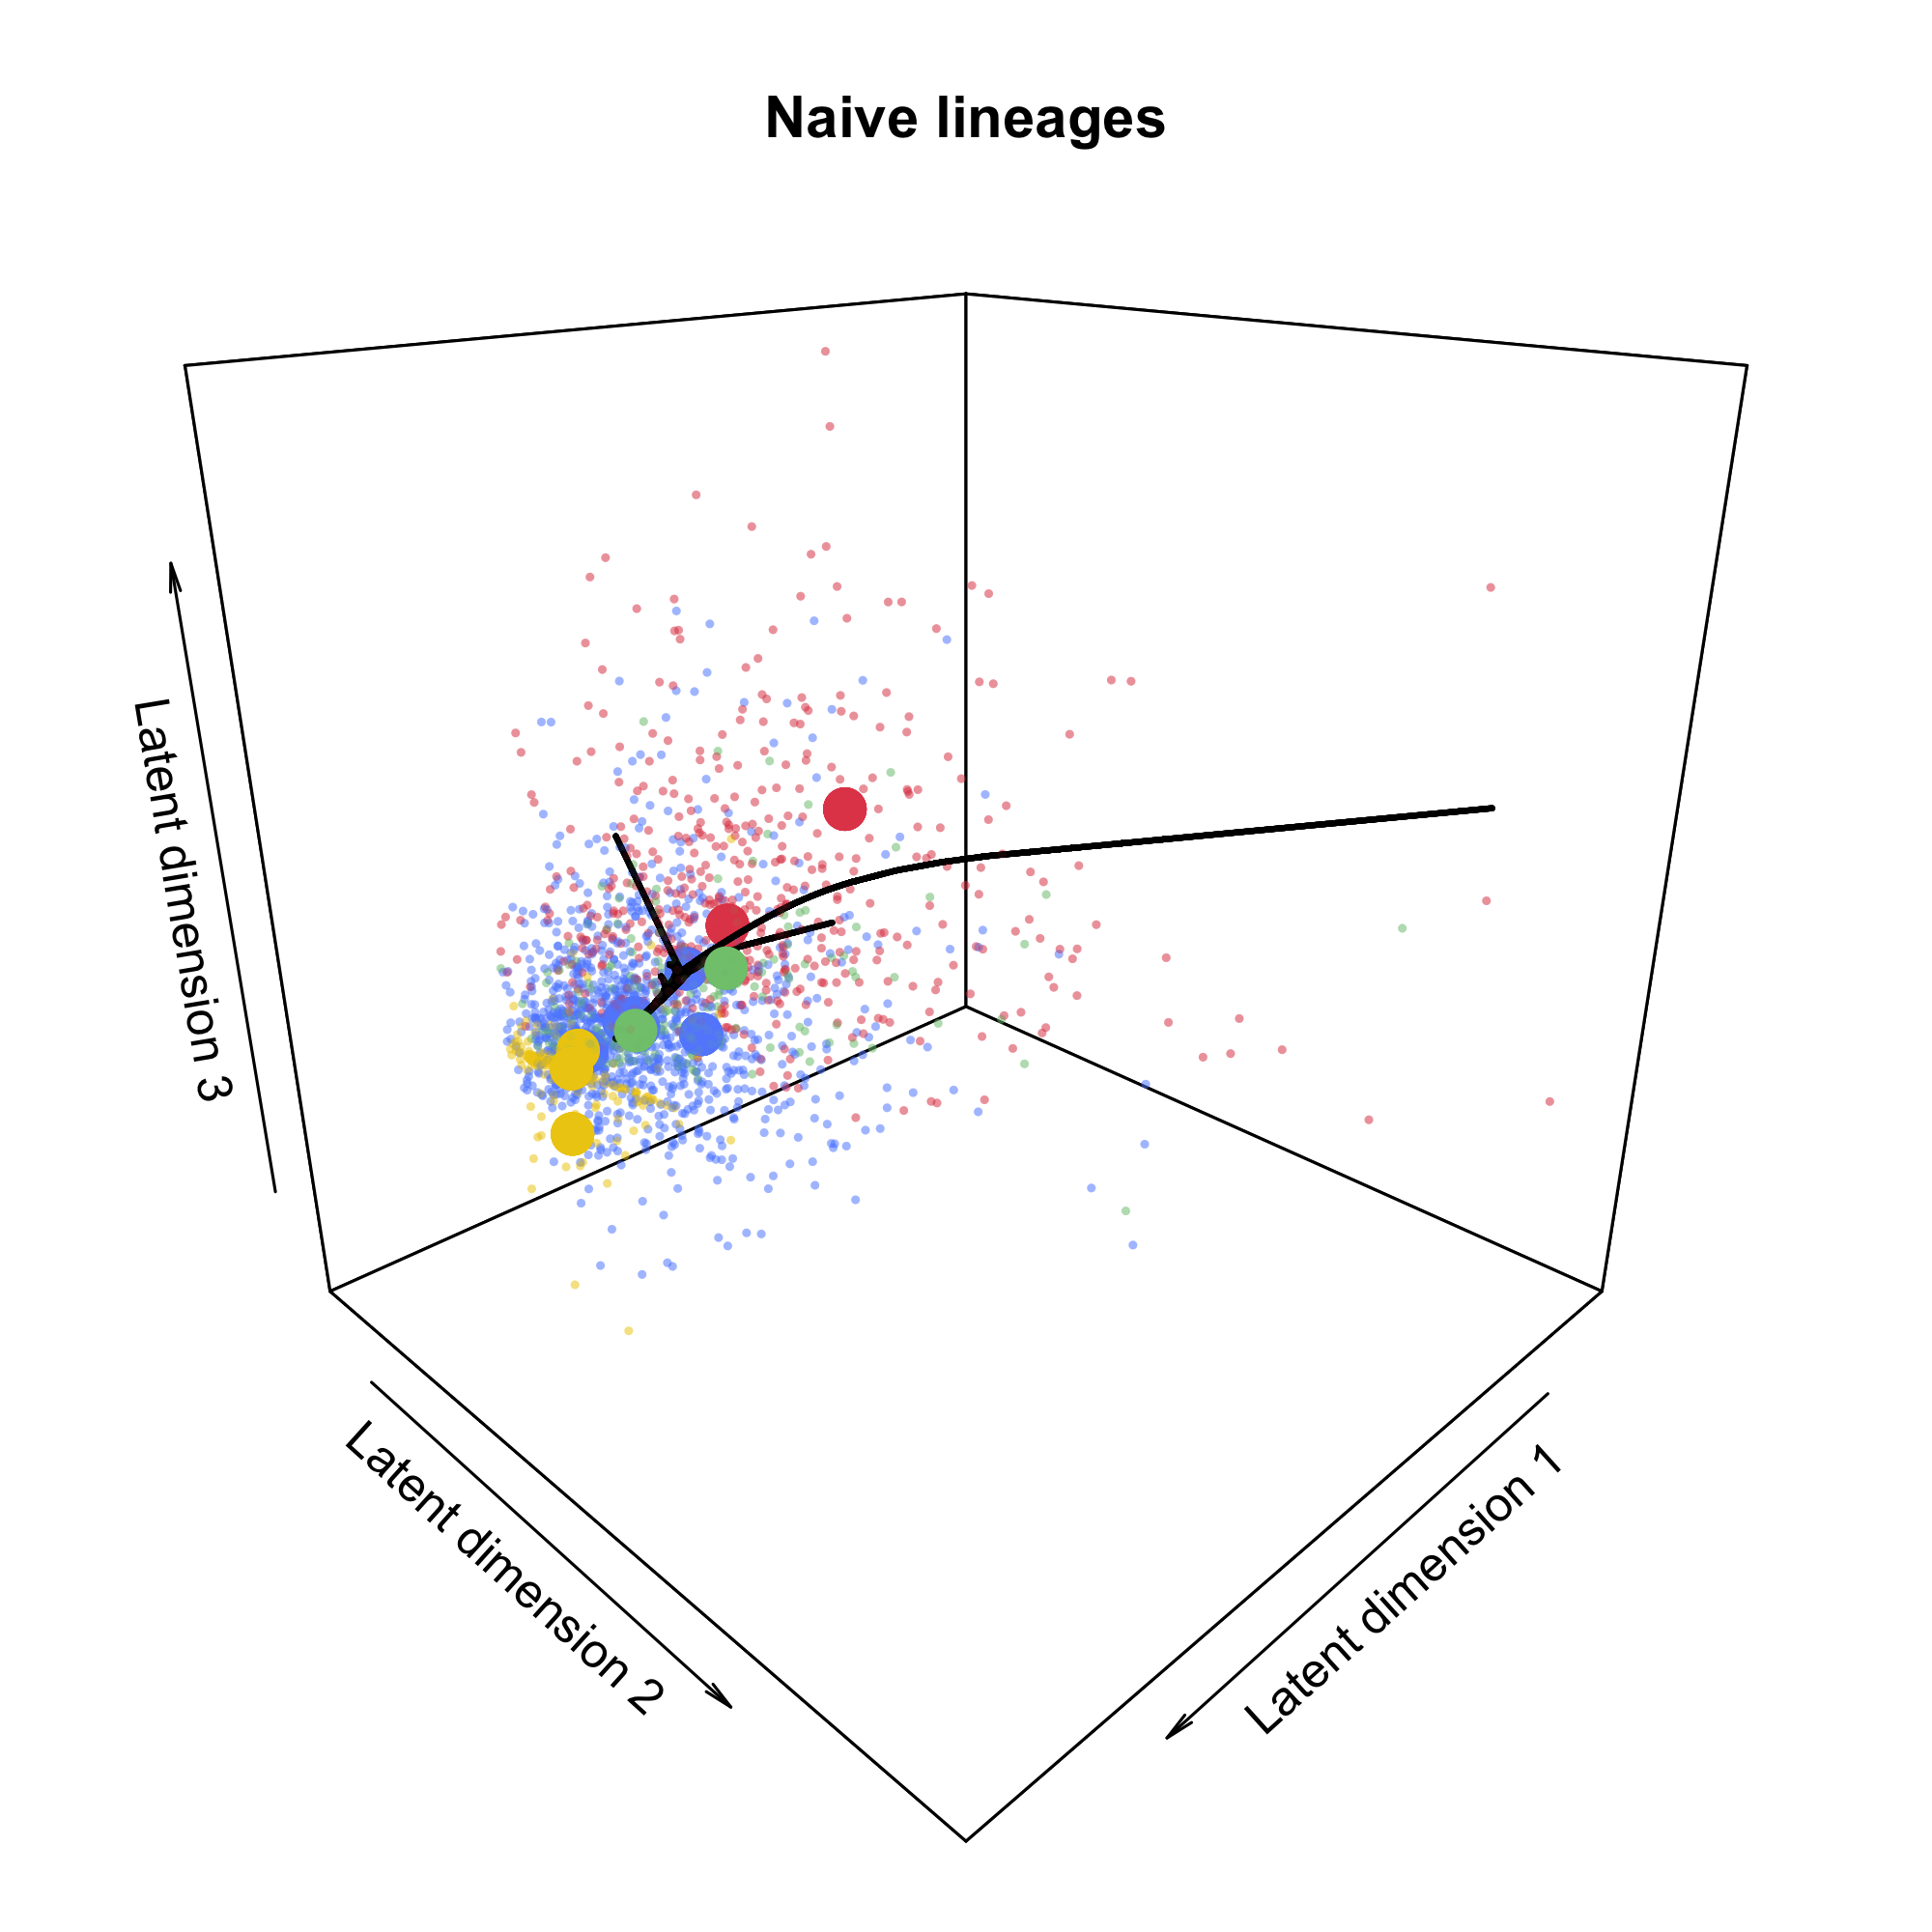 Naive lineages
Latent dimension 3
Latent dimension 2
Latent dimension 1